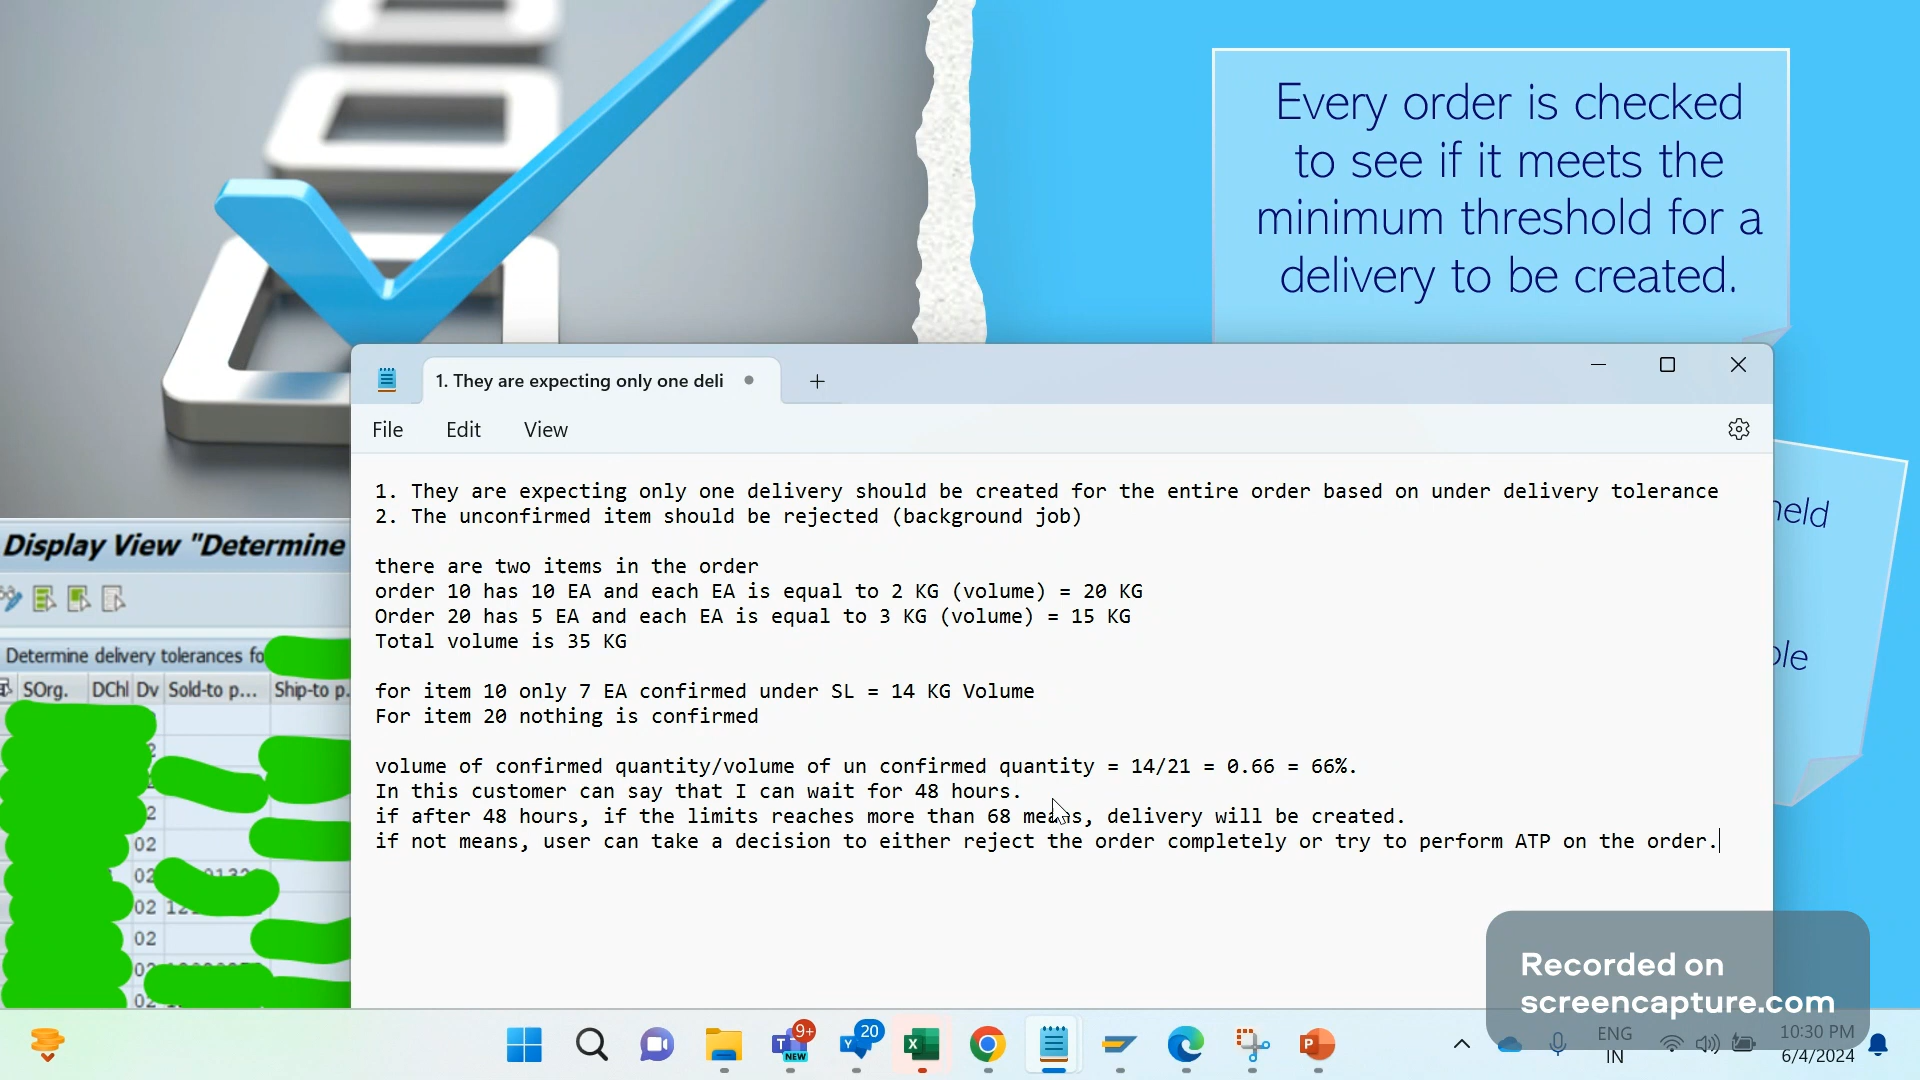 Every order is checked
to see if it meets the
minimum threshold for a
delivery to be created.
1. They are expecting only one deli
File Edit View
1. They are expecting only one delivery should be created for the entire order based on under delivery tolerance
2. The unconfirmed item should be rejected (background job)
there are two items in the order
order 10 has 10 EA and each EA is equal to 2 KG (volume) = 20 KG
Order 20 has 5 EA and each EA is equal to 3 KG (volume) = 15 KG
Total volume is 35 KG
for item 10 only 7 EA confirmed under SL = 14 KG Volume
For item 20 nothing is confirmed
volume of confirmed quantity/volume of un confirmed quantity = 14/21 = 0.66 = 66%.
In this customer can say that I can wait for 48 hours.
if after 48 hours, if the limits reaches more than 68 means, delivery will be created.
if not means, user can take a decision to either reject the order completely or try to perform ATP on the order.
Display View "Determine
Determine delivery tolerances fo
SOrg. DChl Dv Sold-to p... Ship-to p.
02
02
02
02
held
Recorded on
screencapture.com
9+
NEW
20
ENG
IN
10:30 PM
6/4/2024